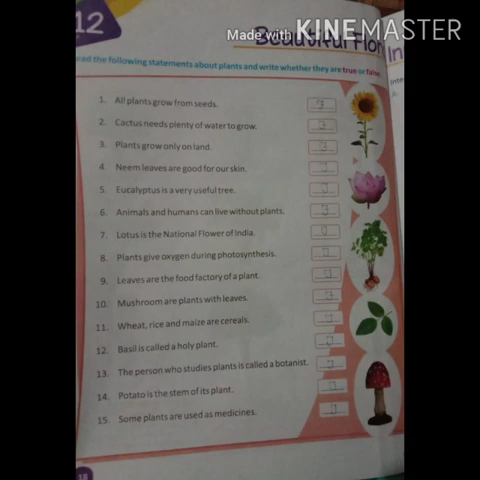 Made with KINEMASTER
12
Beautiful Flor
ead the following statements about plants and write whether they are true or false.
In
1. All plants grow from seeds.
2. Cactus needs plenty of water to grow.
3. Plants grow only on land.
4. Neem leaves are good for our skin.
5. Eucalyptus is a very useful tree.
6. Animals and humans can live without plants.
7. Lotus is the National Flower of India.
8. Plants give oxygen during photosynthesis.
9. Leaves are the food factory of a plant.
10. Mushroom are plants with leaves.
11. Wheat, rice and maize are cereals.
12. Basil is called a holy plant.
13. The person who studies plants is called a botanist.
14. Potato is the stem of its plant.
15. Some plants are used as medicines.
18